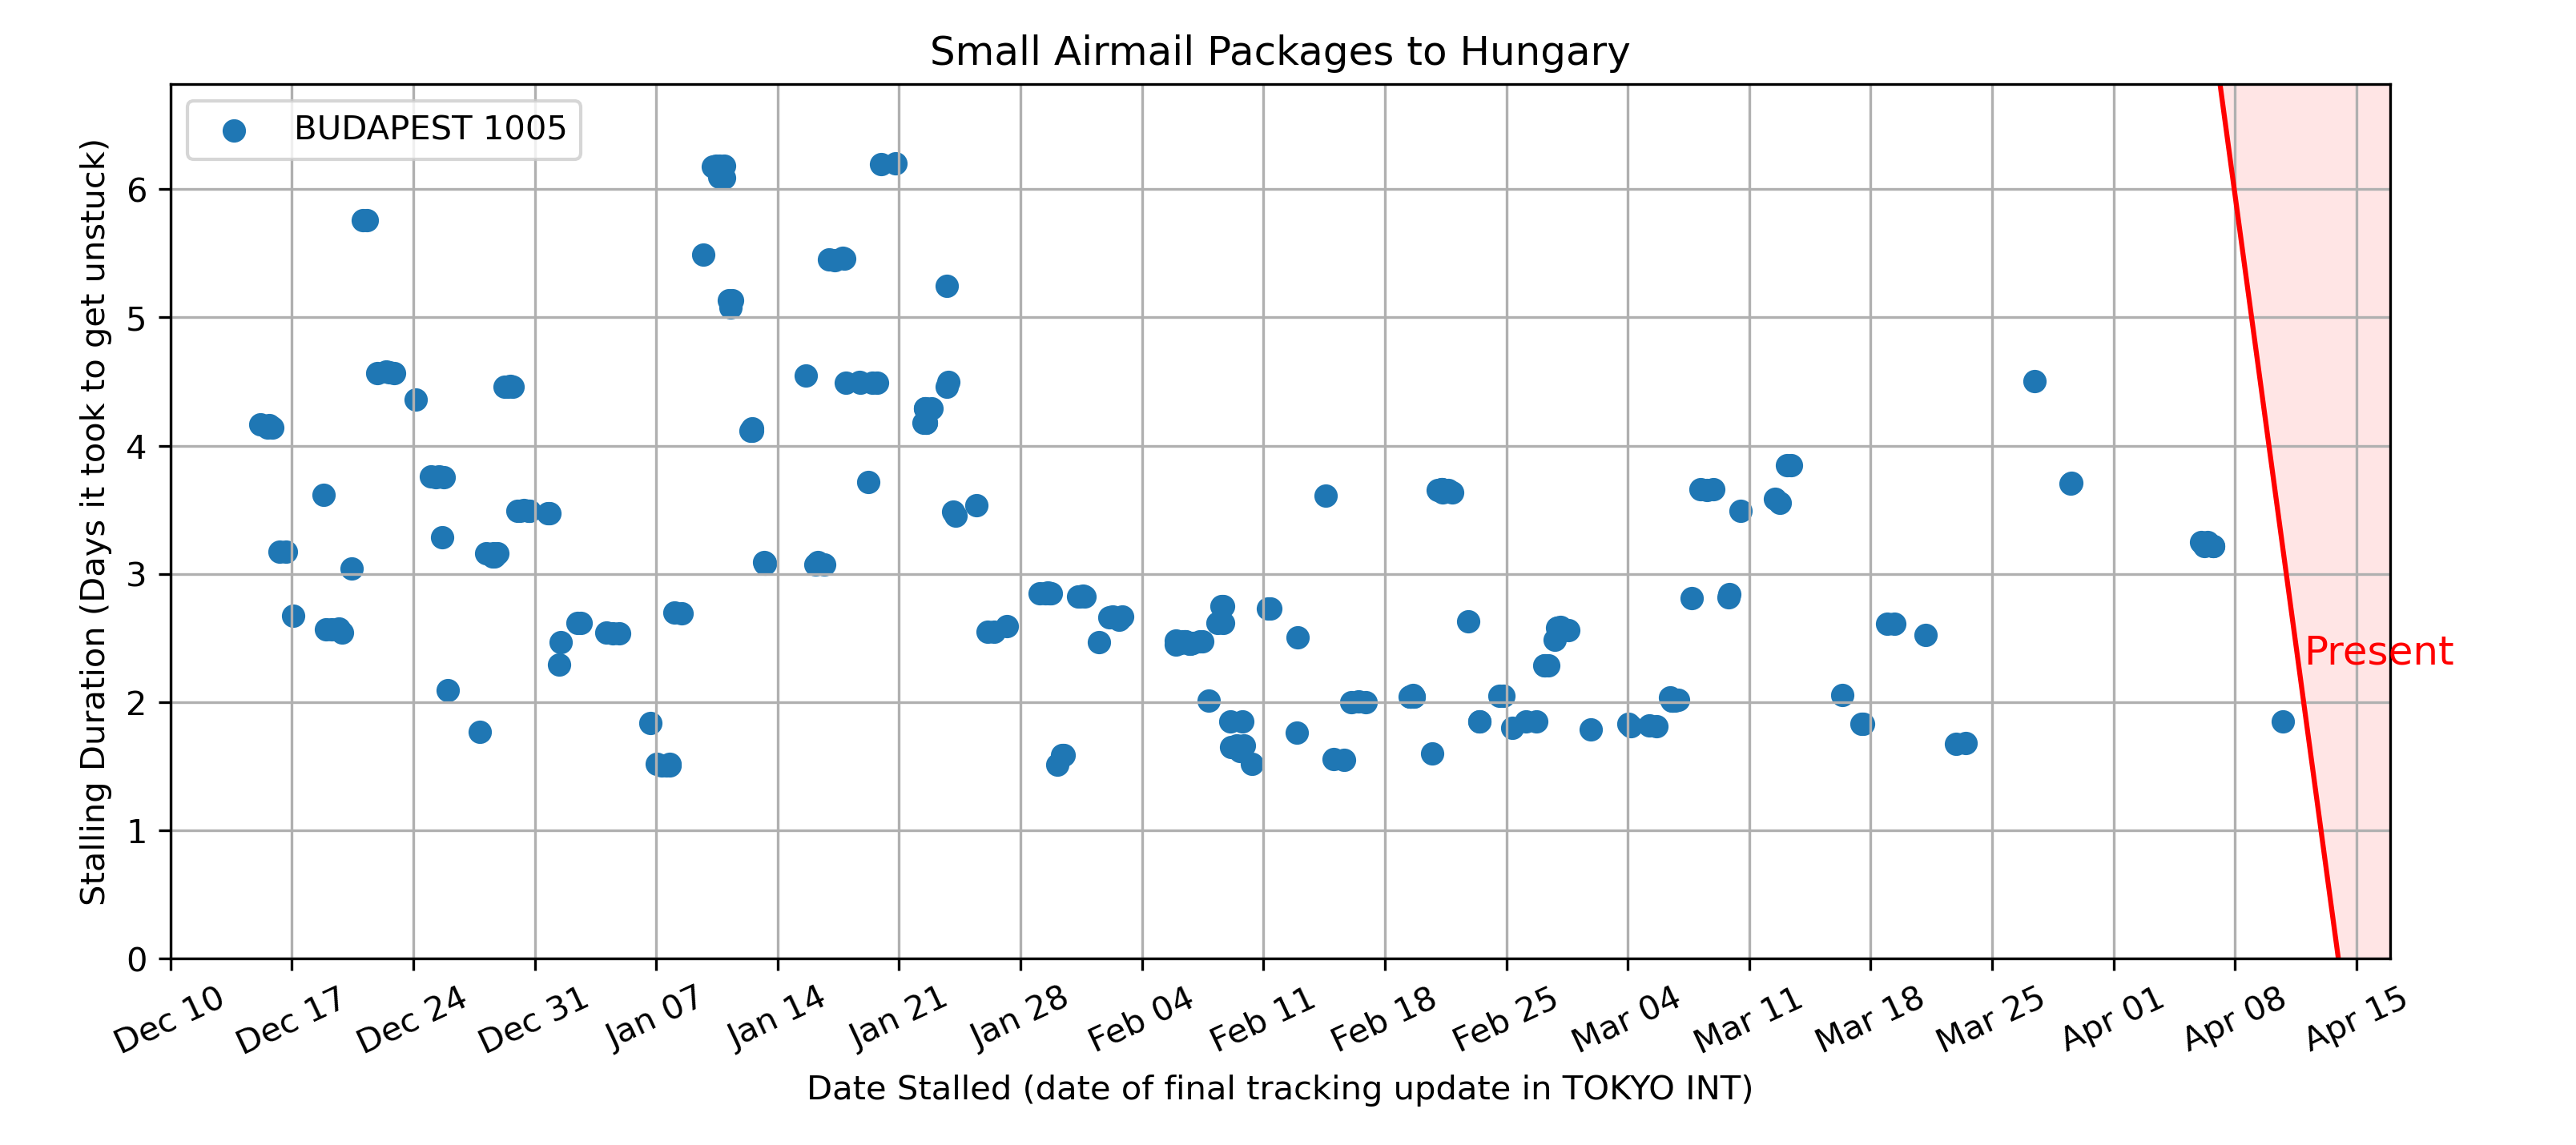 Small Airmail Packages to Hungary
BUDAPEST 1005
Stalling Duration (Days it took to get unstuck)
6
5
4
3
2
1
0
Present
Dec 10
Dec 17
Dec 24
Dec 31
Jan 07
Jan 14
Jan 21
Jan 28
Feb 04
Feb 11
Feb 18
Feb 25
Mar 04
Mar 11
Mar 18
Mar 25
Apr 01
Apr 08
Apr 15
Date Stalled (date of final tracking update in TOKYO INT)